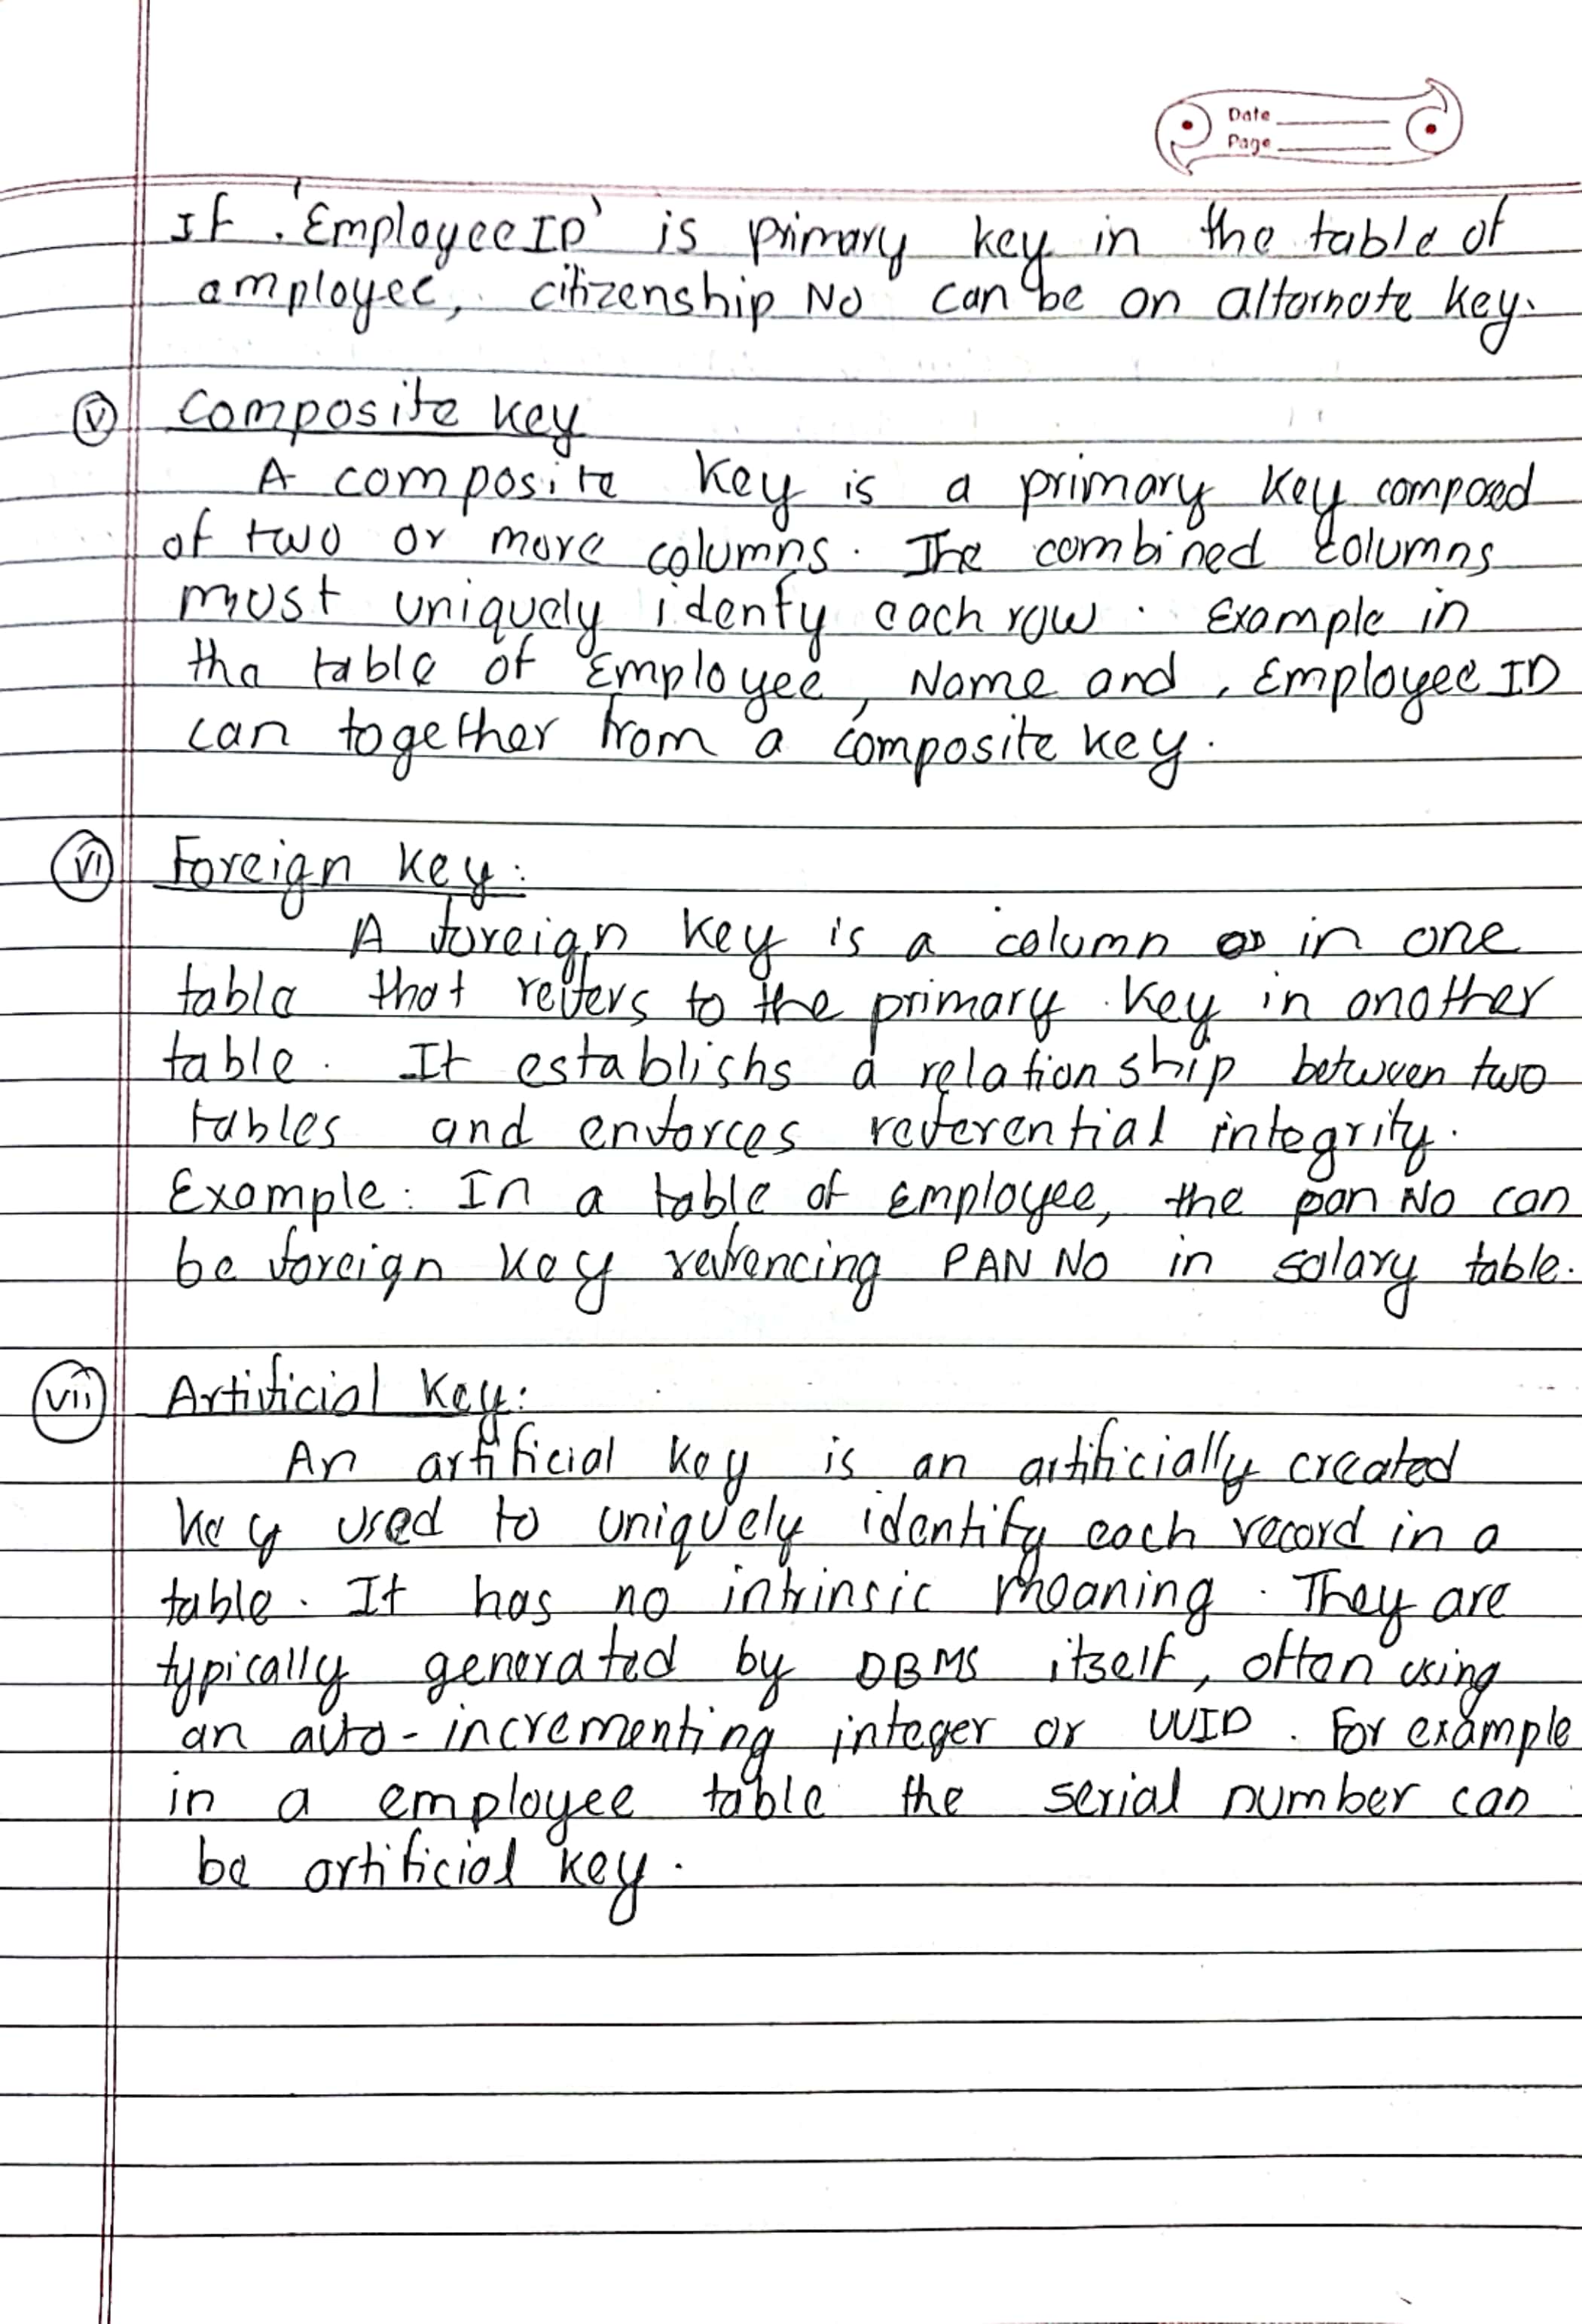 Date
Page
If 'EmployeeID' is primary key in the table of
employee, citizenship No can be an alternate key.
(v) Composite key
A composite key is a primary key composed
of two or more columns. The combined columns
must uniquely identy each row. Example in
the table of Employee, Name and EmployeeID
can together from a composite key.
(vi) Foreign key:
A foreign key is a column in one
table that refers to the primary key in another
table. It establishs a relationship between two
tables and enforces referential integrity.
Example: In a table of Employee, the pan No can
be foreign key refrencing PAN NO in salary table.
(vii) Artificial key:
An artificial key is an artificially created
key used to uniquely identify each record in a
table. It has no intrinsic meaning. They are
typically generated by DBMS itself, often using
an auto-incrementing integer or UUID. For example
in a employee table the serial number can
be artificial key.